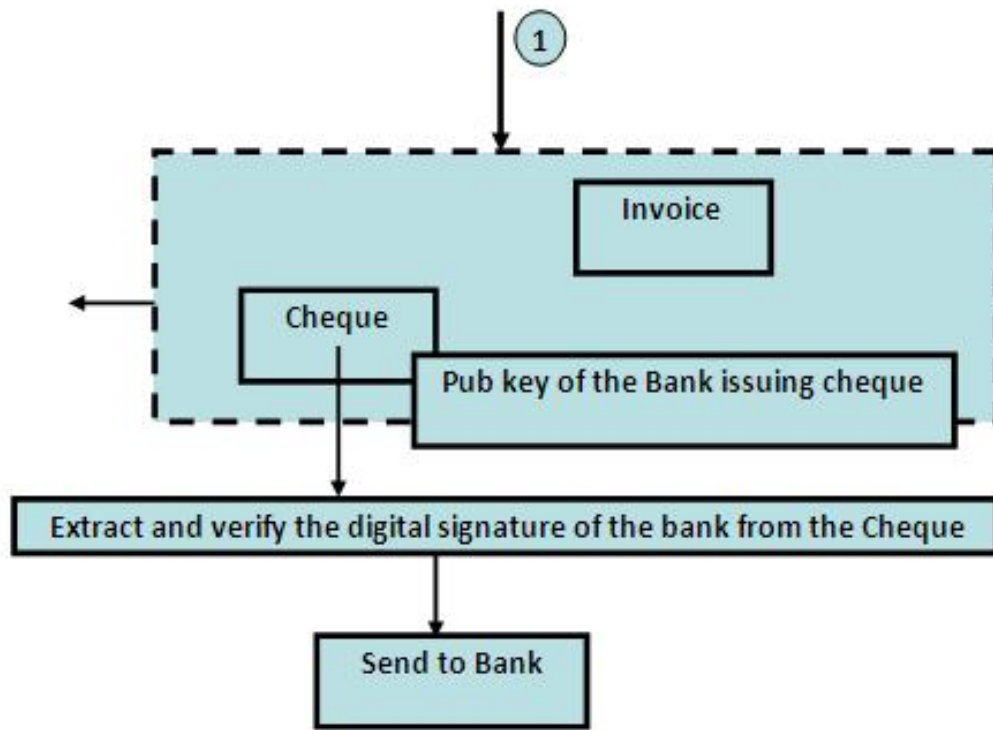 1
Invoice
Cheque
Pub key of the Bank issuing cheque
Extract and verify the digital signature of the bank from the Cheque
Send to Bank